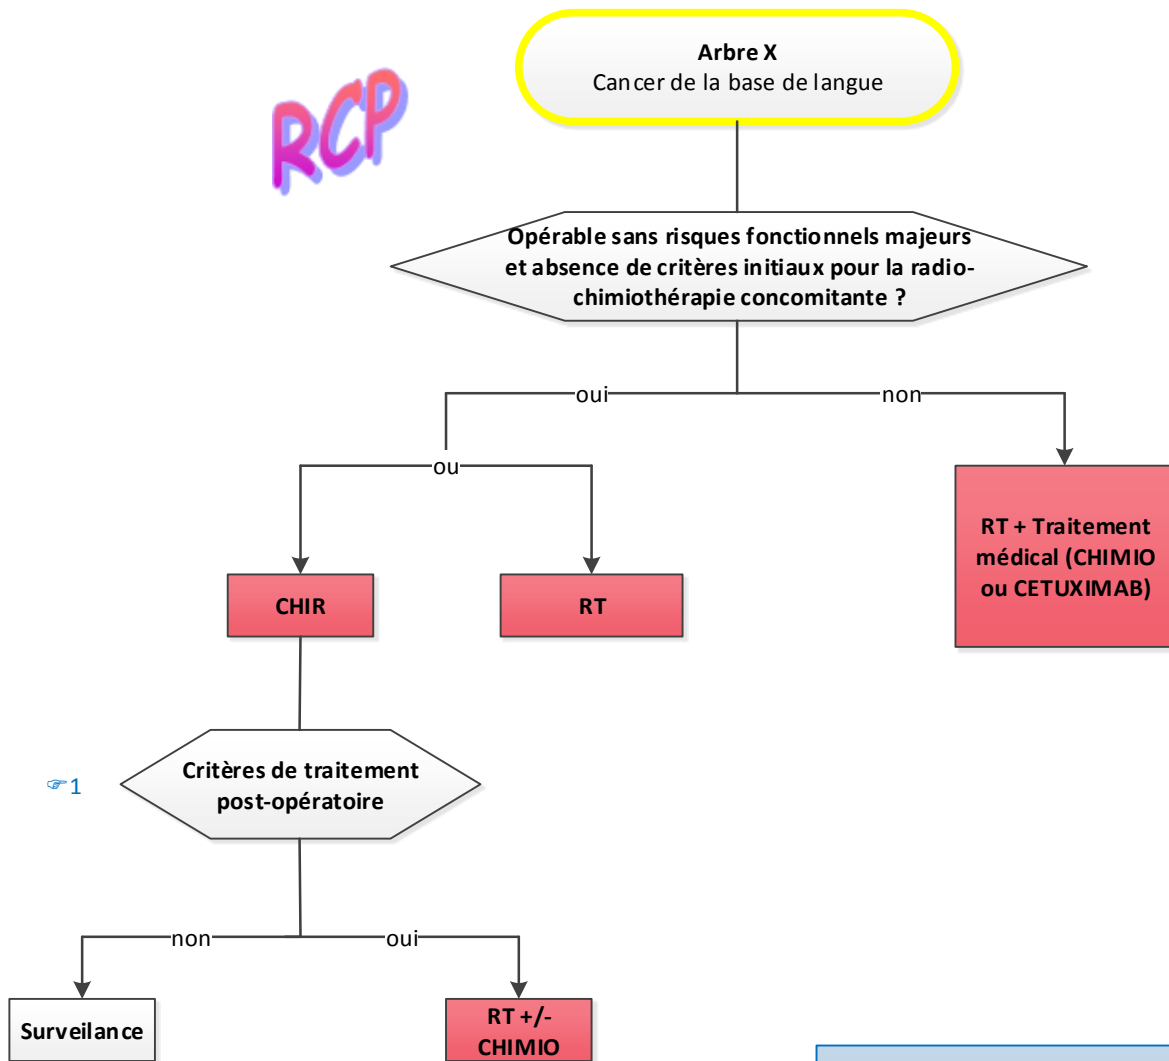 Arbre X
Cancer de la base de langue
RCP
Opérable sans risques fonctionnels majeurs
et absence de critères initiaux pour la radio-
chimiothérapie concomitante ?
oui
non
ou
RT + Traitement
médical (CHIMIO
ou CETUXIMAB)
CHIR
RT
☞1
Critères de traitement
post-opératoire
non
oui
Surveilance
RT +/-
CHIMIO